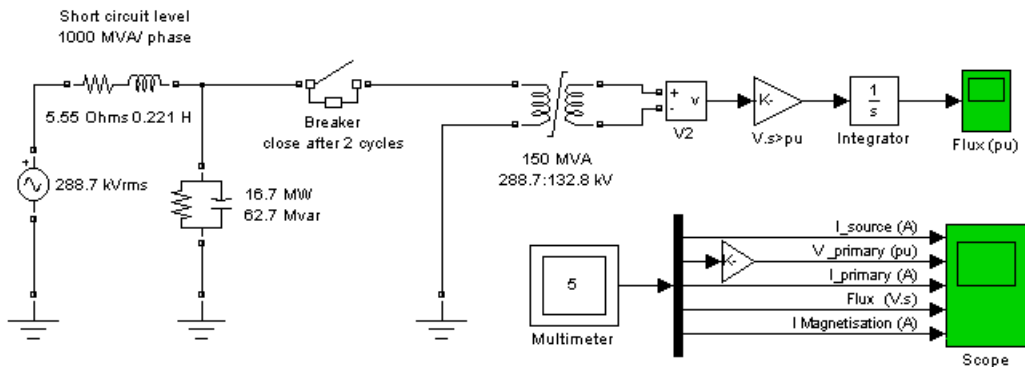 Short circuit level
1000 MVA/ phase
5.55 Ohms 0.221 H
Breaker
close after 2 cycles
+
288.7 kVrms
16.7 MW
62.7 Mvar
150 MVA
288.7:132.8 kV
+
-
v
V2
K-
V.s>pu
1
s
Integrator
Flux (pu)
5
Multimeter
K-
I_source (A)
V_primary (pu)
I_primary (A)
Flux (V.s)
I Magnetisation (A)
Scope